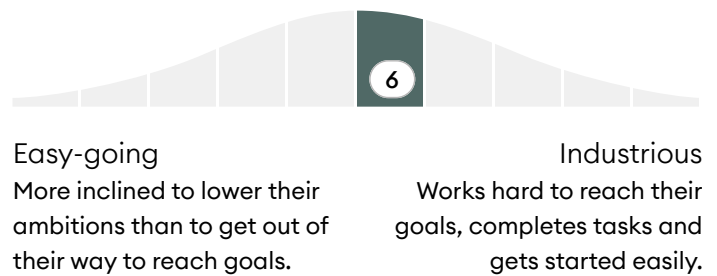 6
Easy-going
More inclined to lower their
ambitions than to get out of
their way to reach goals.
Industrious
Works hard to reach their
goals, completes tasks and
gets started easily.